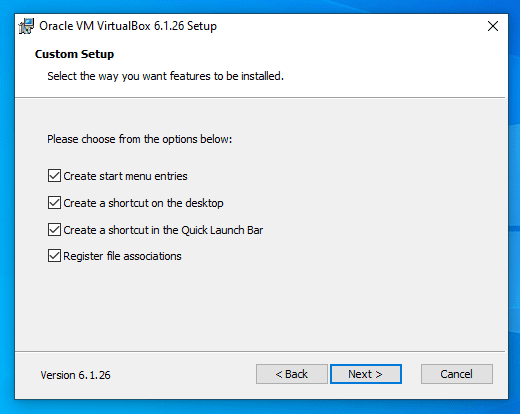 Oracle VM VirtualBox 6.1.26 Setup
Custom Setup
Select the way you want features to be installed.
Please choose from the options below:
Create start menu entries
Create a shortcut on the desktop
Create a shortcut in the Quick Launch Bar
Register file associations
Version 6.1.26
< Back
Next >
Cancel